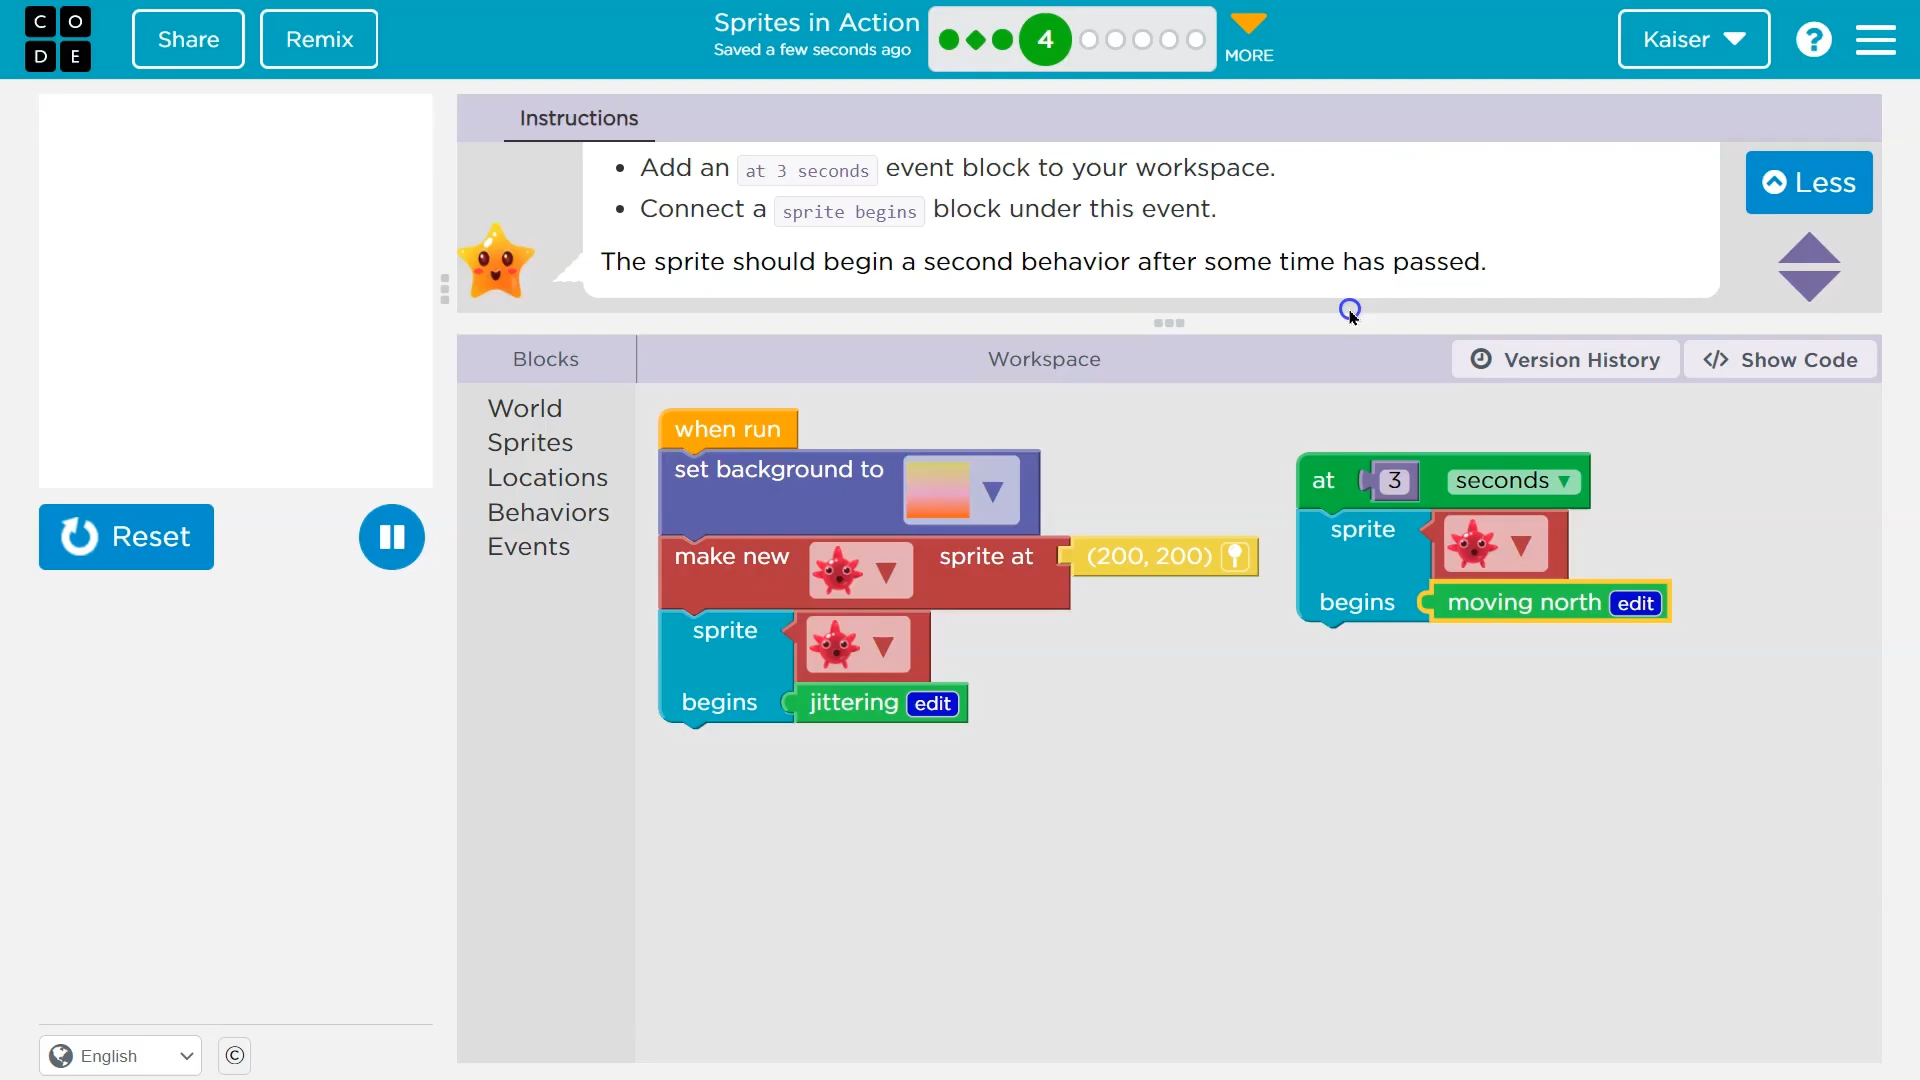 C O
D E
Share
Remix
Sprites in Action
Saved a few seconds ago
4
MORE
Kaiser
?
Instructions
Add an at 3 seconds event block to your workspace.
Connect a sprite begins block under this event.
The sprite should begin a second behavior after some time has passed.
Less
Reset
Blocks
Workspace
Version History
</> Show Code
World
Sprites
Locations
Behaviors
Events
when run
set background to
make new sprite at (200, 200)
sprite
begins jittering edit
at 3 seconds
sprite
begins moving north edit
English
©